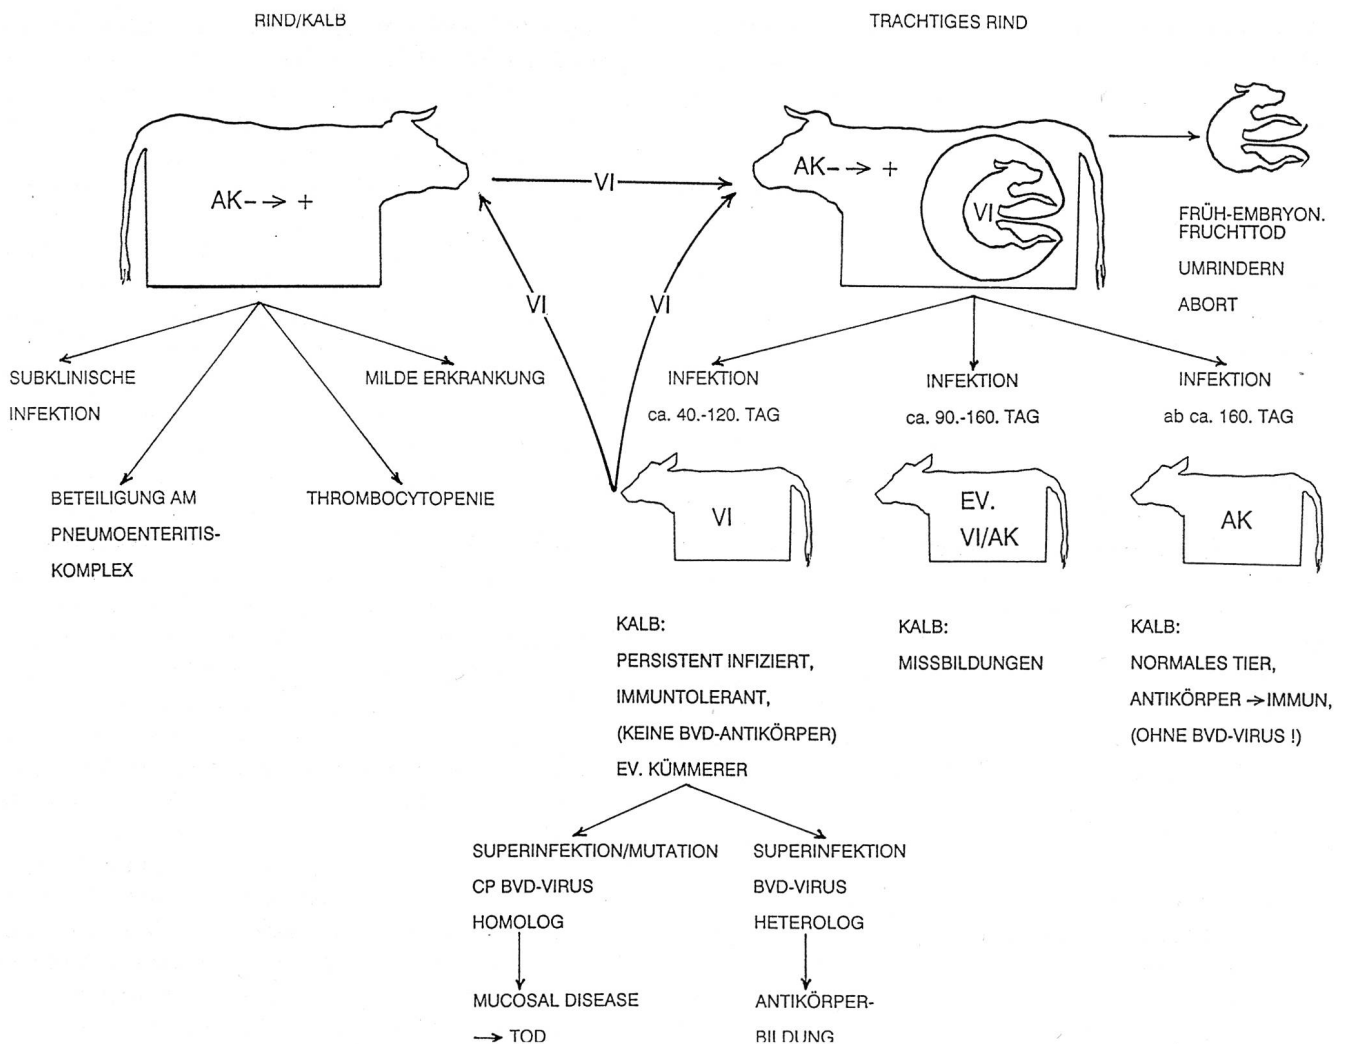 RIND/KALB
TRACHTIGES RIND
AK- → +
VI
AK- → +
VI
FRÜH-EMBRYON.
FRUCHTTOD
UMRINDERN
ABORT
VI
VI
SUBKLINISCHE
INFEKTION
MILDE ERKRANKUNG
BETEILIGUNG AM
PNEUMOENTERITIS-
KOMPLEX
THROMBOCYTOPENIE
INFEKTION
ca. 40.-120. TAG
INFEKTION
ca. 90.-160. TAG
INFEKTION
ab ca. 160. TAG
VI
EV.
VI/AK
AK
KALB:
PERSISTENT INFIZIERT,
IMMUNTOLERANT,
(KEINE BVD-ANTIKÖRPER)
EV. KÜMMERER
KALB:
MISSBILDUNGEN
KALB:
NORMALES TIER,
ANTIKÖRPER → IMMUN,
(OHNE BVD-VIRUS !)
SUPERINFEKTION/MUTATION
CP BVD-VIRUS
HOMOLOG
SUPERINFEKTION
BVD-VIRUS
HETEROLOG
MUCOSAL DISEASE
→ TOD
ANTIKÖRPER-
BILDUNG